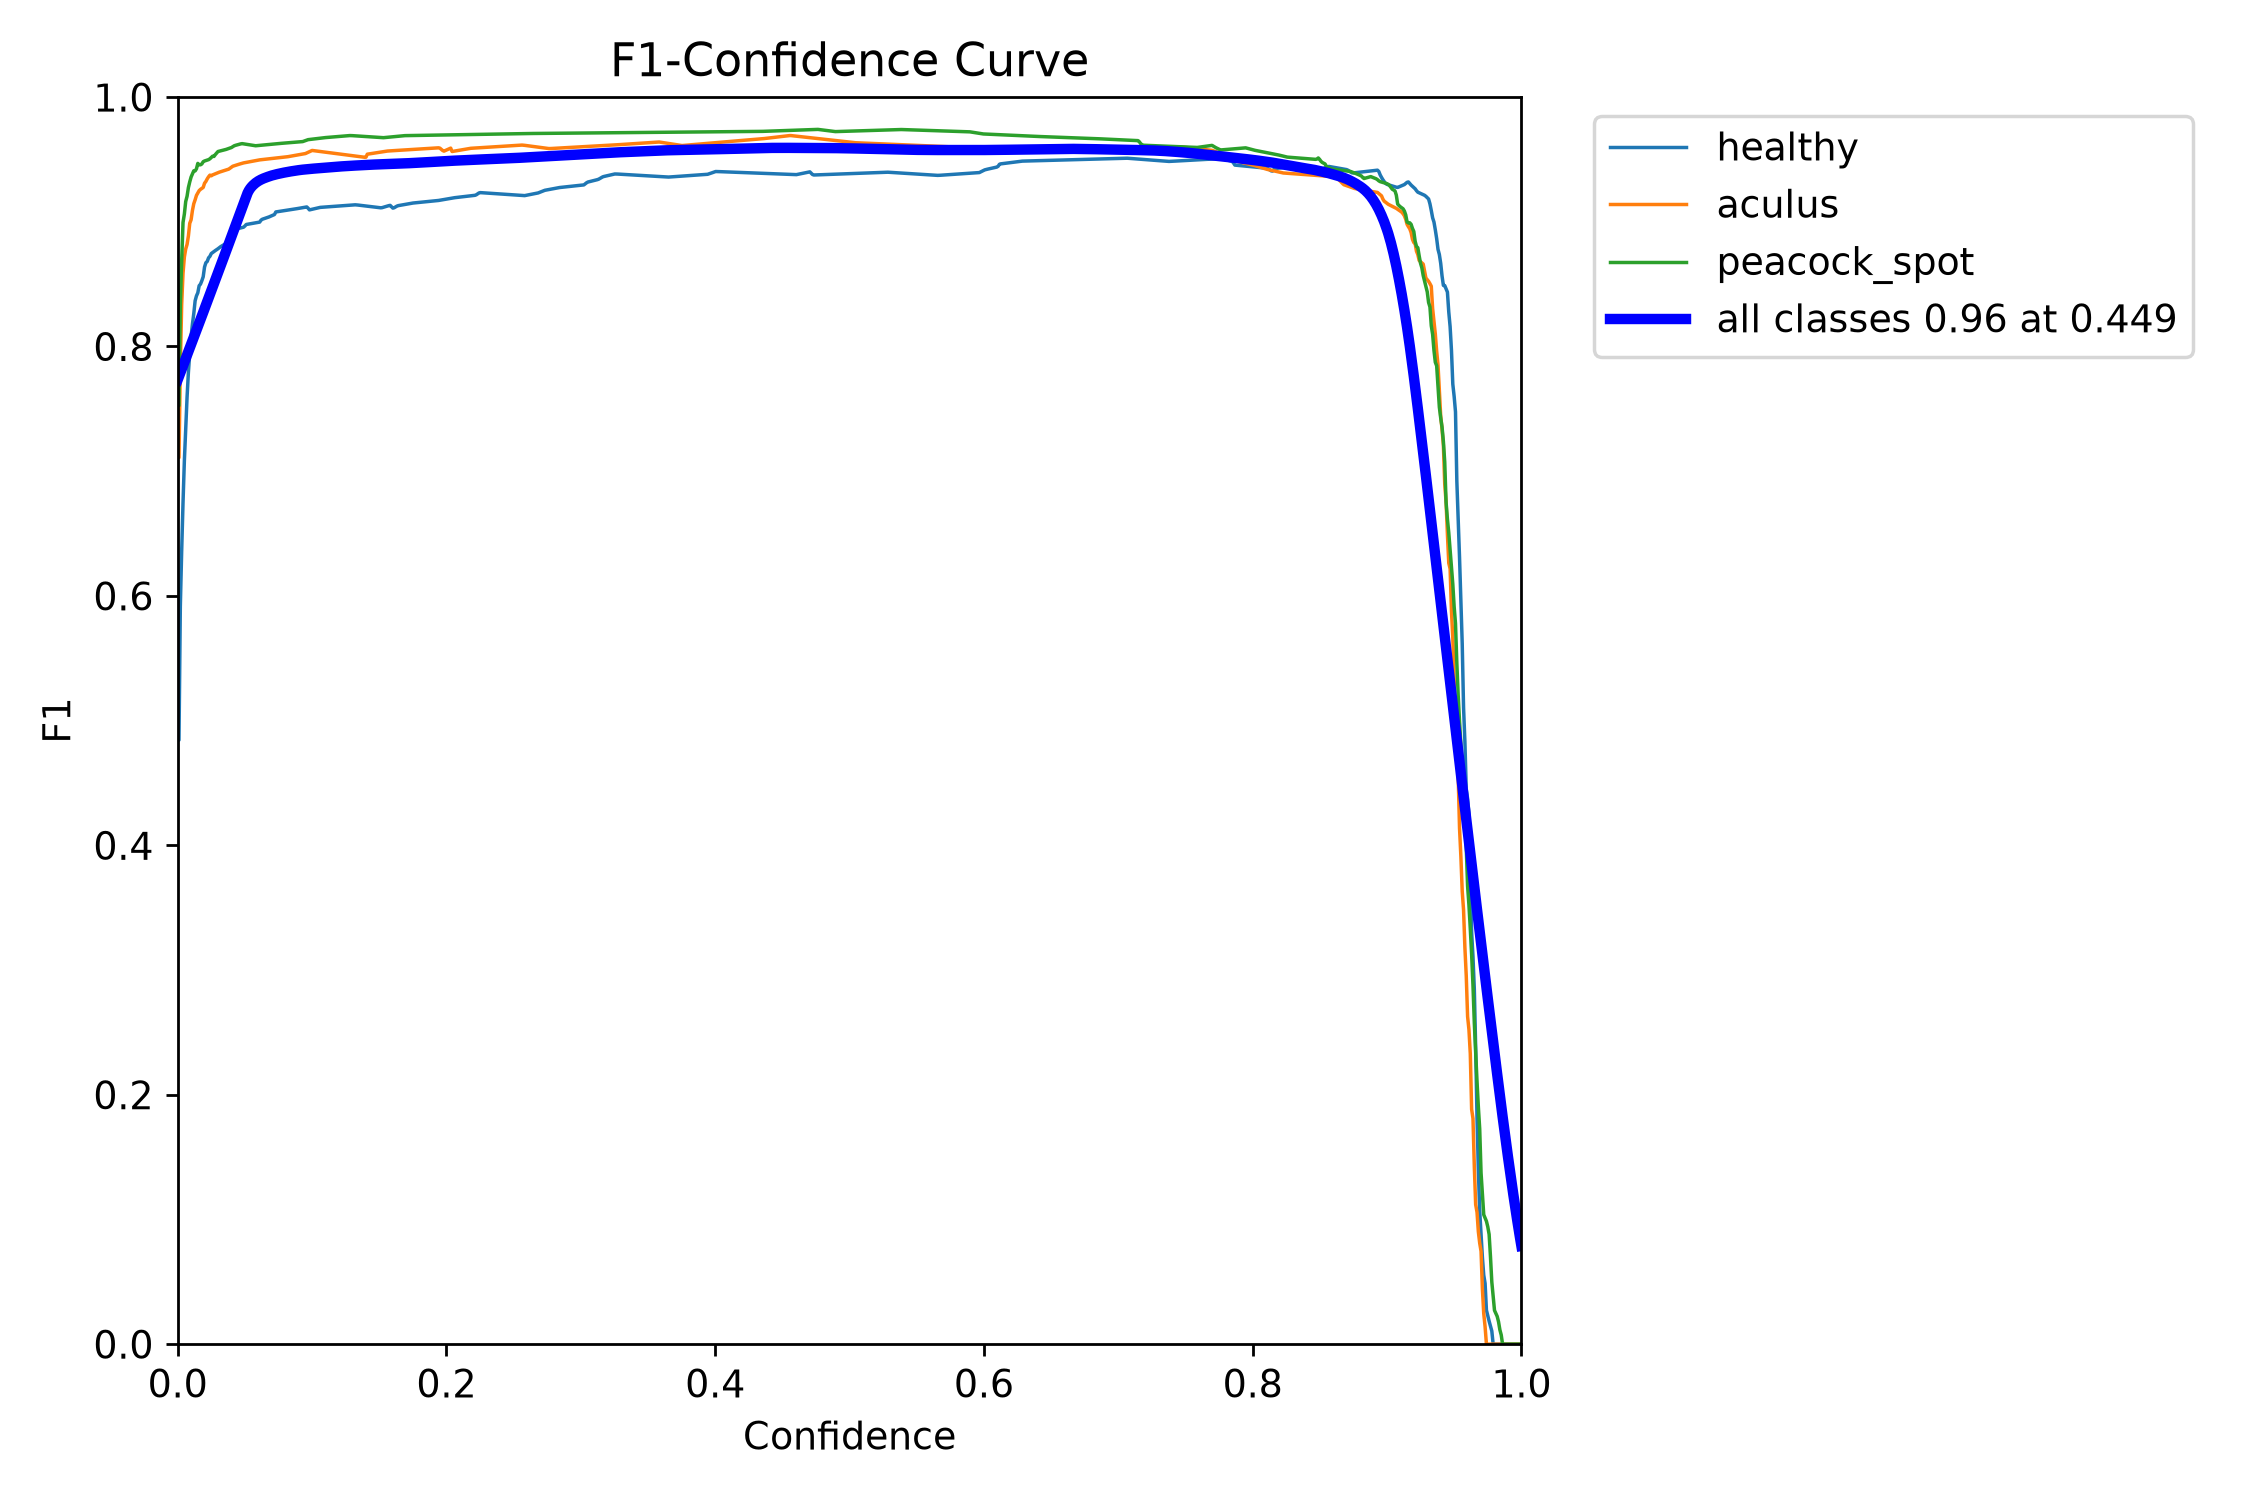 F1-Confidence Curve
1.0
0.8
0.6
0.4
0.2
0.0
F1
0.0 0.2 0.4 0.6 0.8 1.0
Confidence
healthy
aculus
peacock_spot
all classes 0.96 at 0.449